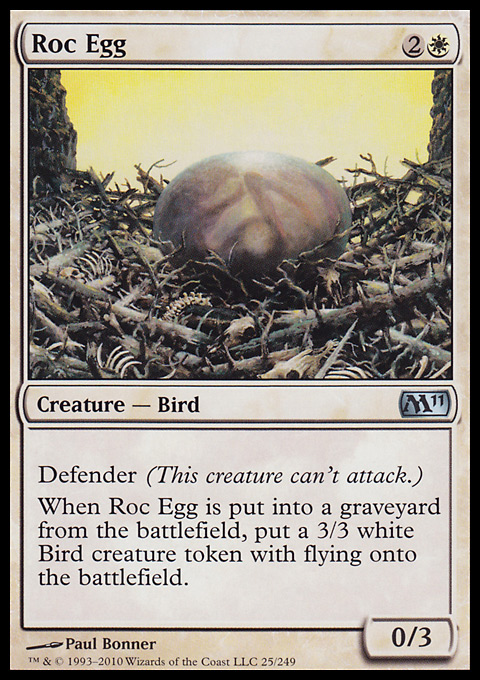 Roc Egg 2
Creature — Bird M11
Defender (This creature can't attack.)
When Roc Egg is put into a graveyard
from the battlefield, put a 3/3 white
Bird creature token with flying onto
the battlefield.
Paul Bonner
0/3
™ & © 1993–2010 Wizards of the Coast LLC 25/249